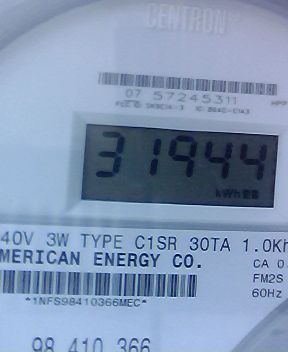 CENTRON
07 57245311
31944
kWh
40V 3W TYPE C1SR 30TA 1.0Kh
MERICAN ENERGY CO.
CA 0.
FM2S
*1NFS98410366MEC*
60Hz
98 410 366